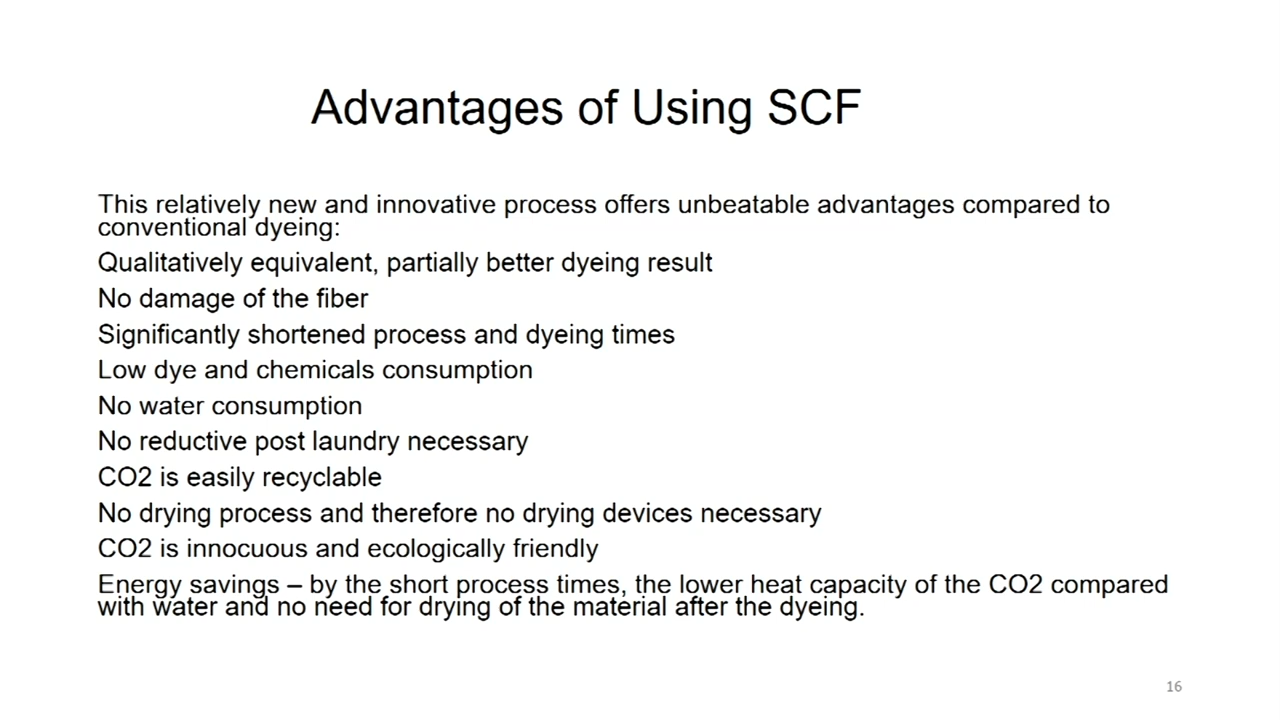 Advantages of Using SCF
This relatively new and innovative process offers unbeatable advantages compared to
conventional dyeing:
Qualitatively equivalent, partially better dyeing result
No damage of the fiber
Significantly shortened process and dyeing times
Low dye and chemicals consumption
No water consumption
No reductive post laundry necessary
CO2 is easily recyclable
No drying process and therefore no drying devices necessary
CO2 is innocuous and ecologically friendly
Energy savings – by the short process times, the lower heat capacity of the CO2 compared
with water and no need for drying of the material after the dyeing.
16